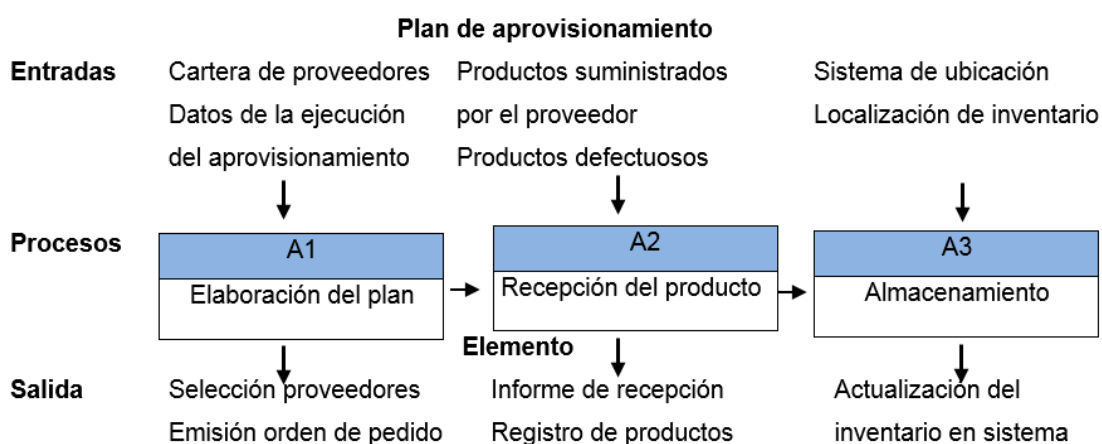 Plan de aprovisionamiento
Entradas
Cartera de proveedores
Datos de la ejecución
del aprovisionamiento
Productos suministrados
por el proveedor
Productos defectuosos
Sistema de ubicación
Localización de inventario
Procesos
A1
Elaboración del plan
A2
Recepción del producto
A3
Almacenamiento
Elemento
Salida
Selección proveedores
Emisión orden de pedido
Informe de recepción
Registro de productos
Actualización del
inventario en sistema